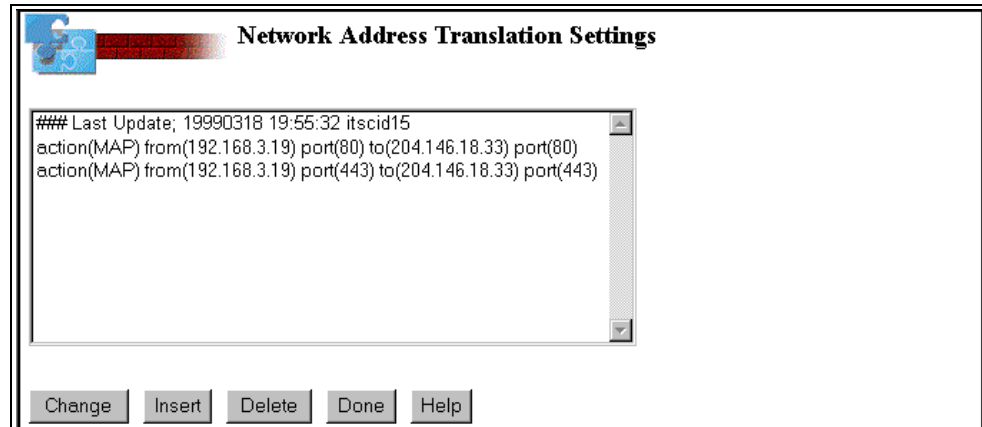 Network Address Translation Settings
### Last Update; 19990318 19:55:32 itscid15
action(MAP) from(192.168.3.19) port(80) to(204.146.18.33) port(80)
action(MAP) from(192.168.3.19) port(443) to(204.146.18.33) port(443)
Change Insert Delete Done Help